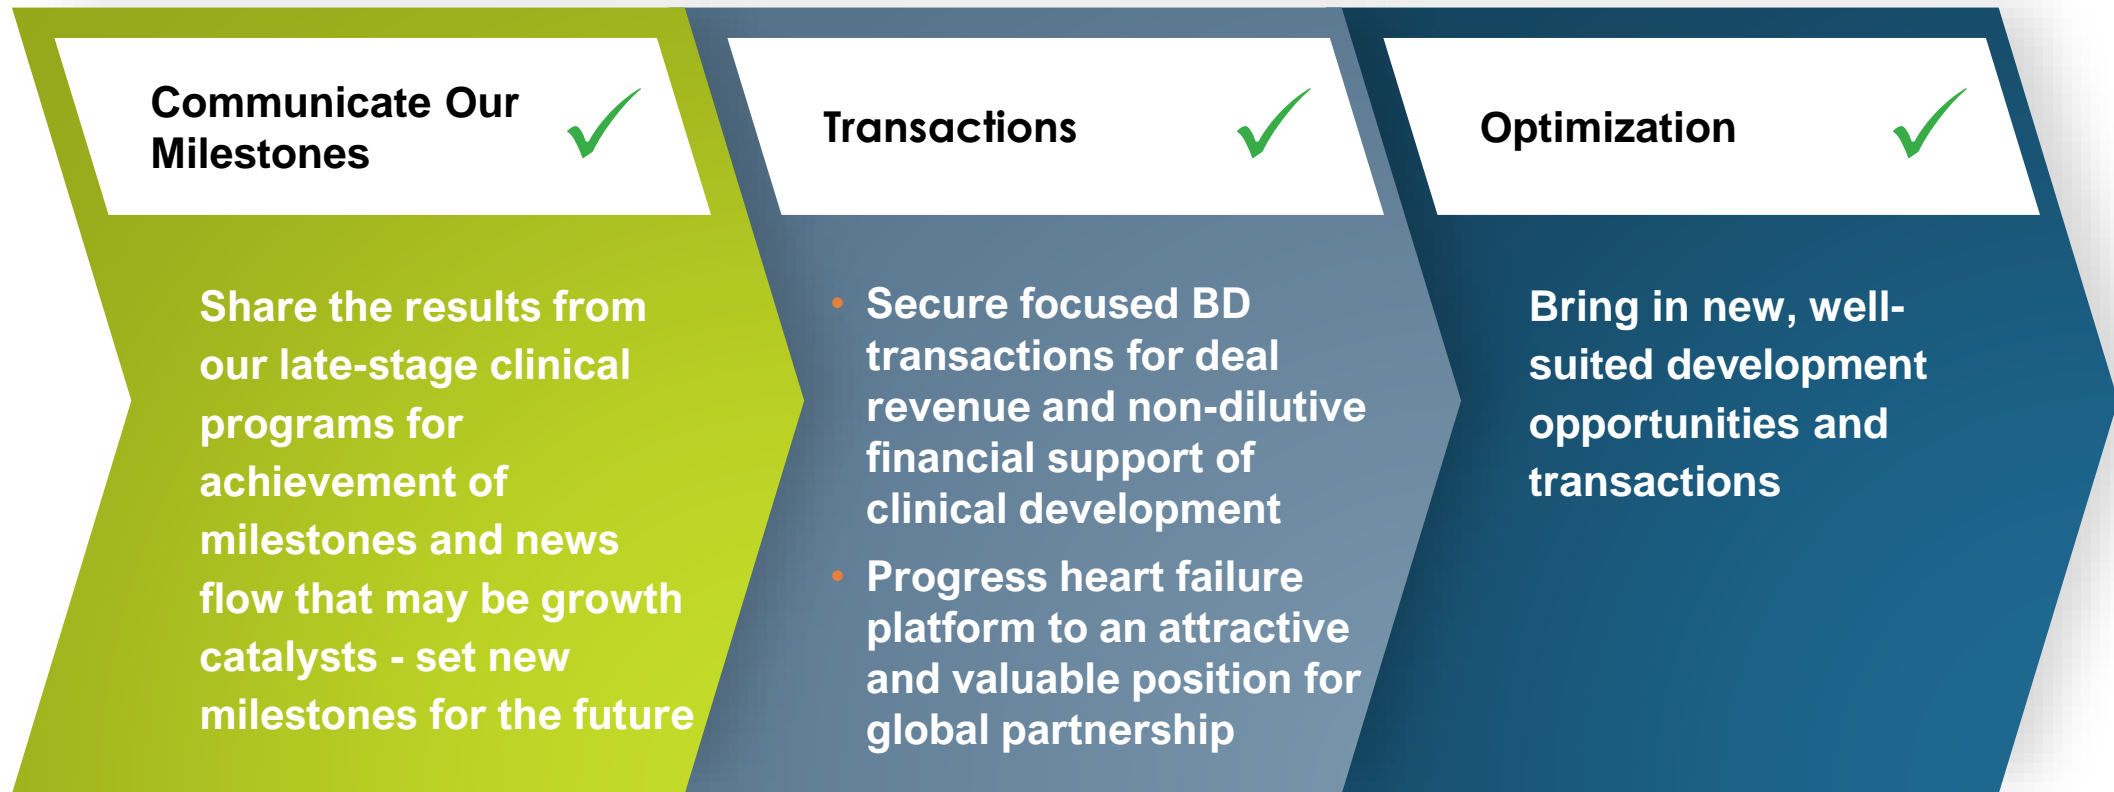 Communicate Our
Milestones
Share the results from
our late-stage clinical
programs for
achievement of
milestones and news
flow that may be growth
catalysts - set new
milestones for the future
Transactions
• Secure focused BD
transactions for deal
revenue and non-dilutive
financial support of
clinical development
• Progress heart failure
platform to an attractive
and valuable position for
global partnership
Optimization
Bring in new, well-
suited development
opportunities and
transactions